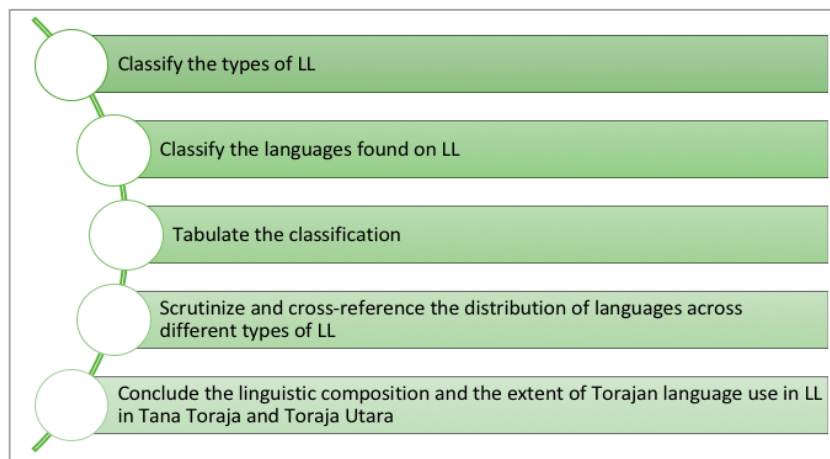 Classify the types of LL
Classify the languages found on LL
Tabulate the classification
Scrutinize and cross-reference the distribution of languages across
different types of LL
Conclude the linguistic composition and the extent of Torajan language use in LL
in Tana Toraja and Toraja Utara